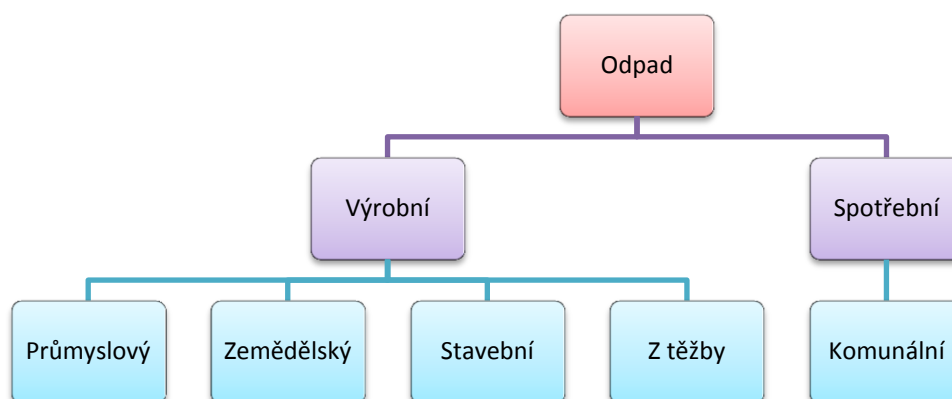 Odpad
Výrobní
Spotřební
Průmyslový
Zemědělský
Stavební
Z těžby
Komunální